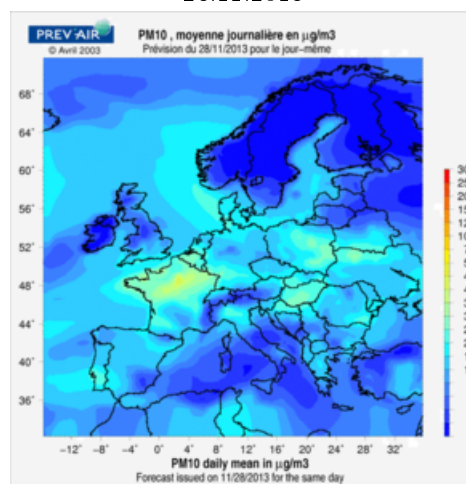 PREV'AIR
© Avril 2003
PM10 , moyenne journalière en µg/m3
Prévision du 28/11/2013 pour le jour-même
68°
64°
60°
56°
52°
48°
44°
40°
36°
−12° −8° −4° 0° 4° 8° 12° 16° 20° 24° 28° 32°
PM10 daily mean in µg/m3
Forecast issued on 11/28/2013 for the same day